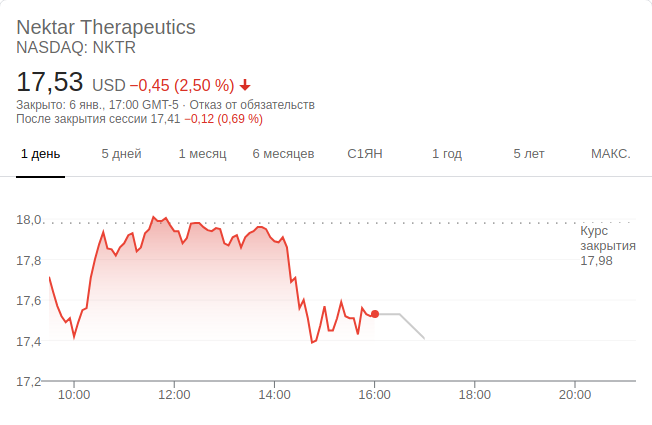 Nektar Therapeutics
NASDAQ: NKTR
17,53 USD −0,45 (2,50 %)
Закрыто: 6 янв., 17:00 GMT-5 · Отказ от обязательств
После закрытия сессии 17,41 −0,12 (0,69 %)
1 день 5 дней 1 месяц 6 месяцев С1ЯН 1 год 5 лет МАКС.
18,0
Курс
закрытия
17,98
17,8
17,6
17,4
17,2
10:00 12:00 14:00 16:00 18:00 20:00